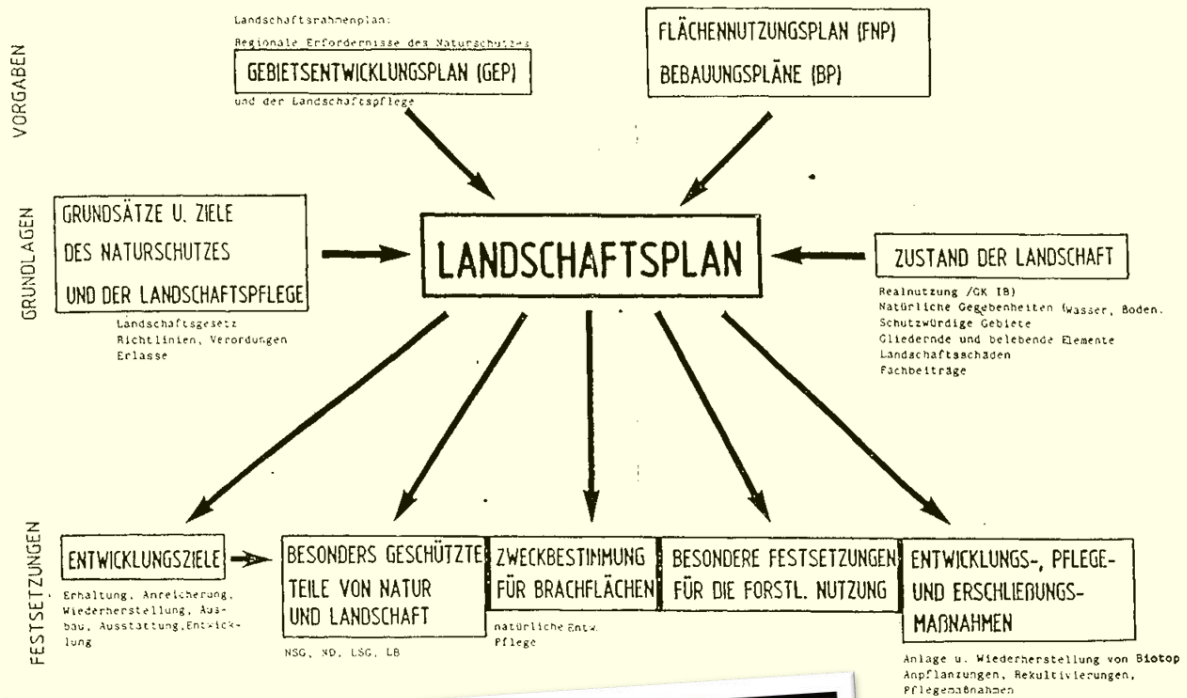 VORGABEN
Landschaftsrahmenplan:
Regionale Erfordernisse des Naturschutzes
GEBIETSENTWICKLUNGSPLAN (GEP)
und der Landschaftspflege
FLÄCHENNUTZUNGSPLAN (FNP)
BEBAUUNGSPLÄNE (BP)
GRUNDLAGEN
GRUNDSÄTZE U. ZIELE
DES NATURSCHUTZES
UND DER LANDSCHAFTSPFLEGE
Landschaftsgesetz
Richtlinien, Verordungen
Erlasse
LANDSCHAFTSPLAN
ZUSTAND DER LANDSCHAFT
Realnutzung /GK IB)
Natürliche Gegebenheiten (Wasser, Boden.
Schutzwürdige Gebiete
Gliedernde und belebende Elemente
Landschaftsschäden
Fachbeiträge
FESTSETZUNGEN
ENTWICKLUNGSZIELE
Erhaltung, Anreicherung,
Wiederherstellung, Aus-
bau, Ausstattung,Entwick-
lung
BESONDERS GESCHÜTZTE
TEILE VON NATUR
UND LANDSCHAFT
NSG, ND, LSG, LB
ZWECKBESTIMMUNG
FÜR BRACHFLÄCHEN
natürliche Entw.
Pflege
BESONDERE FESTSETZUNGEN
FÜR DIE FORSTL. NUTZUNG
ENTWICKLUNGS-, PFLEGE-
UND ERSCHLIEßUNGS-
MAßNAHMEN
Anlage u. Wiederherstellung von Biotop
Anpflanzungen, Rekultivierungen,
Pflegemaßnahmen